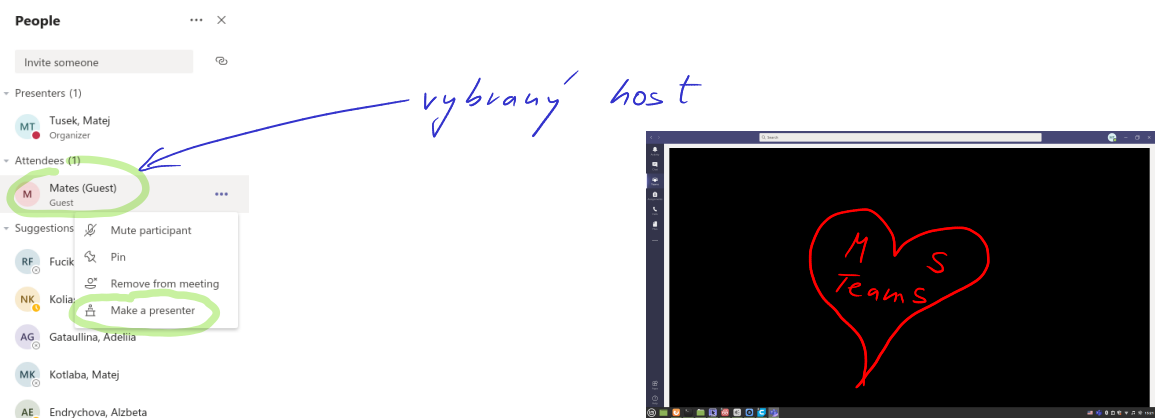 People
Invite someone
Presenters (1)
MT
Tusek, Matej
Organizer
Attendees (1)
M
Mates (Guest)
Guest
Mute participant
Pin
Remove from meeting
Make a presenter
Suggestions
RF
Fucik
NK
Kolia
AG
Gataullina, Adeliia
MK
Kotlaba, Matej
AE
Endrychova, Alzbeta
vybraný host
Search
M S
Teams